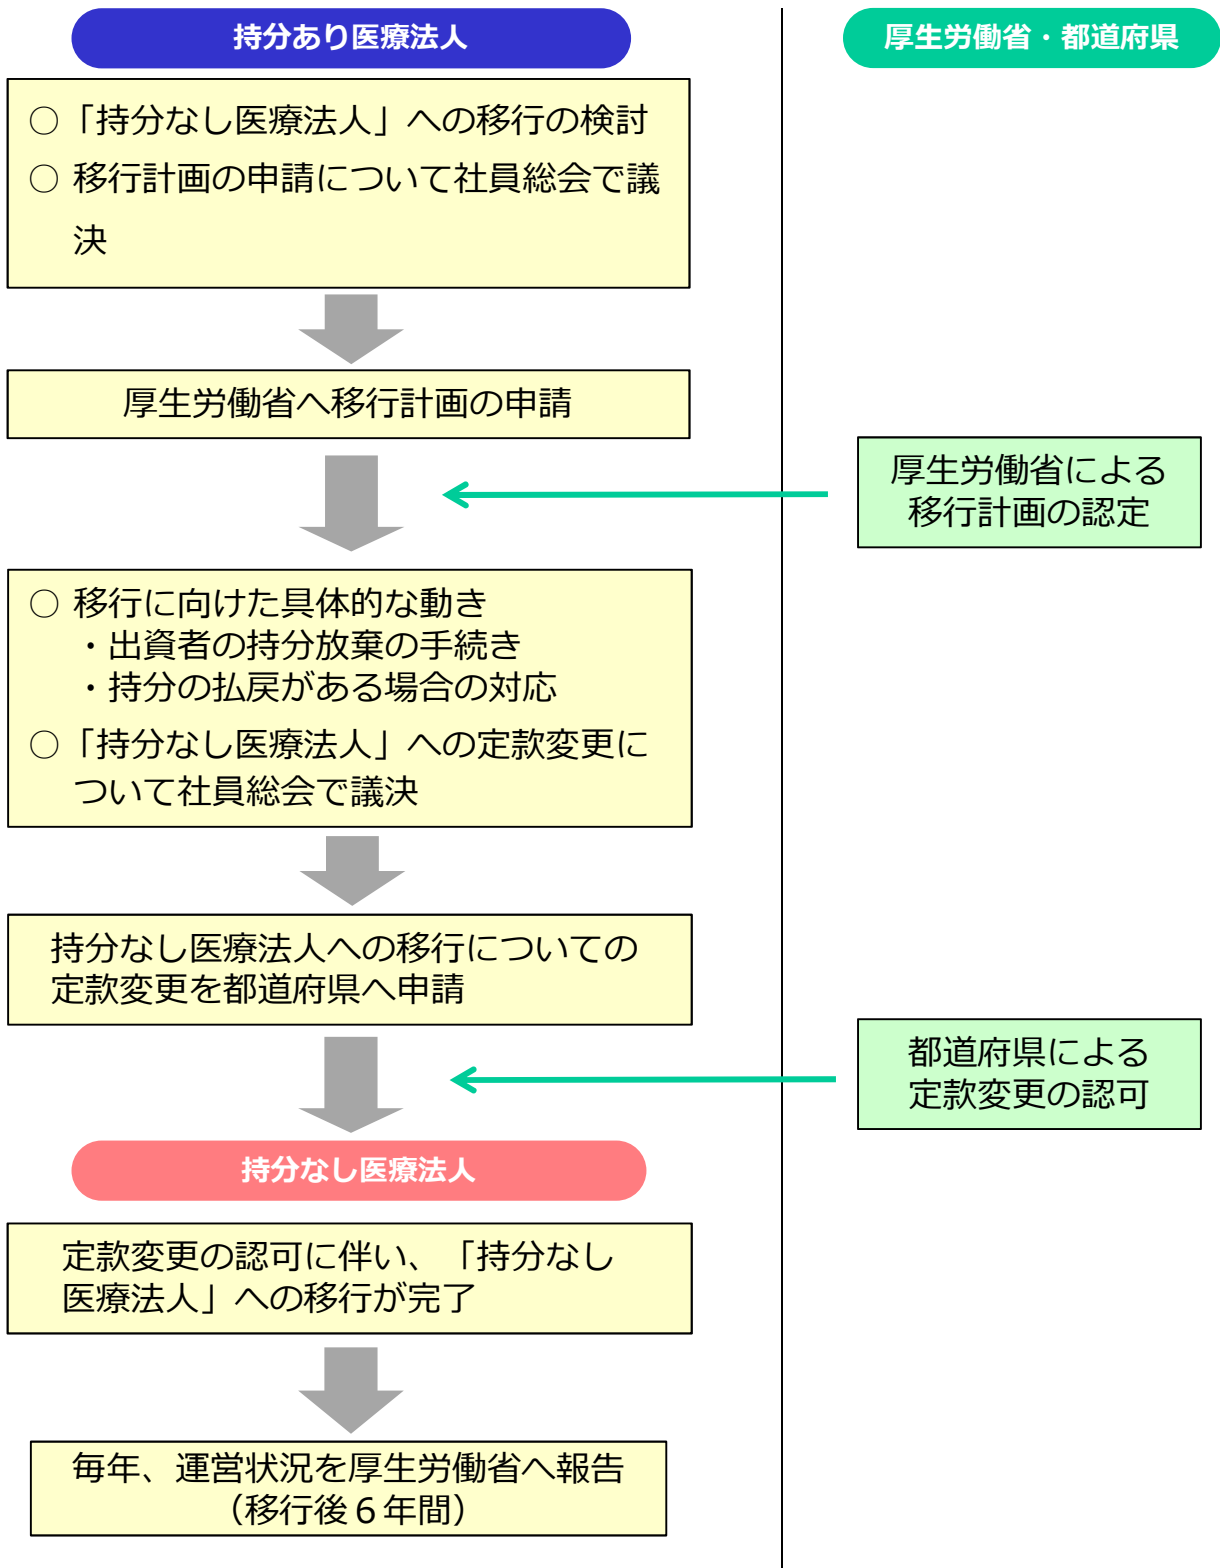 持分あり医療法人
厚生労働省・都道府県
○「持分なし医療法人」への移行の検討
○ 移行計画の申請について社員総会で議
決
厚生労働省へ移行計画の申請
厚生労働省による
移行計画の認定
○ 移行に向けた具体的な動き
・出資者の持分放棄の手続き
・持分の払戻がある場合の対応
○「持分なし医療法人」への定款変更に
ついて社員総会で議決
持分なし医療法人への移行についての
定款変更を都道府県へ申請
都道府県による
定款変更の認可
持分なし医療法人
定款変更の認可に伴い、「持分なし
医療法人」への移行が完了
毎年、運営状況を厚生労働省へ報告
（移行後６年間）